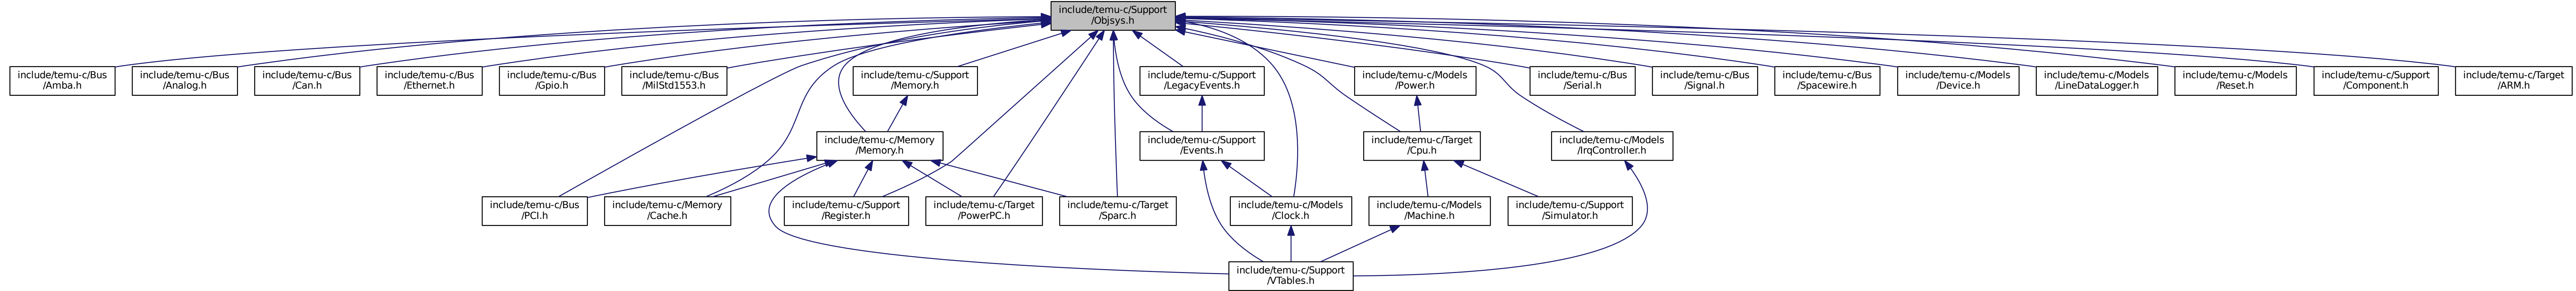 include/temu-c/Support
/Objsys.h
include/temu-c/Bus
/Amba.h
include/temu-c/Bus
/Analog.h
include/temu-c/Bus
/Can.h
include/temu-c/Bus
/Ethernet.h
include/temu-c/Bus
/Gpio.h
include/temu-c/Bus
/MilStd1553.h
include/temu-c/Support
/Memory.h
include/temu-c/Support
/LegacyEvents.h
include/temu-c/Models
/Power.h
include/temu-c/Bus
/Serial.h
include/temu-c/Bus
/Signal.h
include/temu-c/Bus
/Spacewire.h
include/temu-c/Models
/Device.h
include/temu-c/Models
/LineDataLogger.h
include/temu-c/Models
/Reset.h
include/temu-c/Support
/Component.h
include/temu-c/Target
/ARM.h
include/temu-c/Memory
/Memory.h
include/temu-c/Support
/Events.h
include/temu-c/Target
/Cpu.h
include/temu-c/Models
/IrqController.h
include/temu-c/Bus
/PCI.h
include/temu-c/Memory
/Cache.h
include/temu-c/Support
/Register.h
include/temu-c/Target
/PowerPC.h
include/temu-c/Target
/Sparc.h
include/temu-c/Models
/Clock.h
include/temu-c/Models
/Machine.h
include/temu-c/Support
/Simulator.h
include/temu-c/Support
/VTables.h